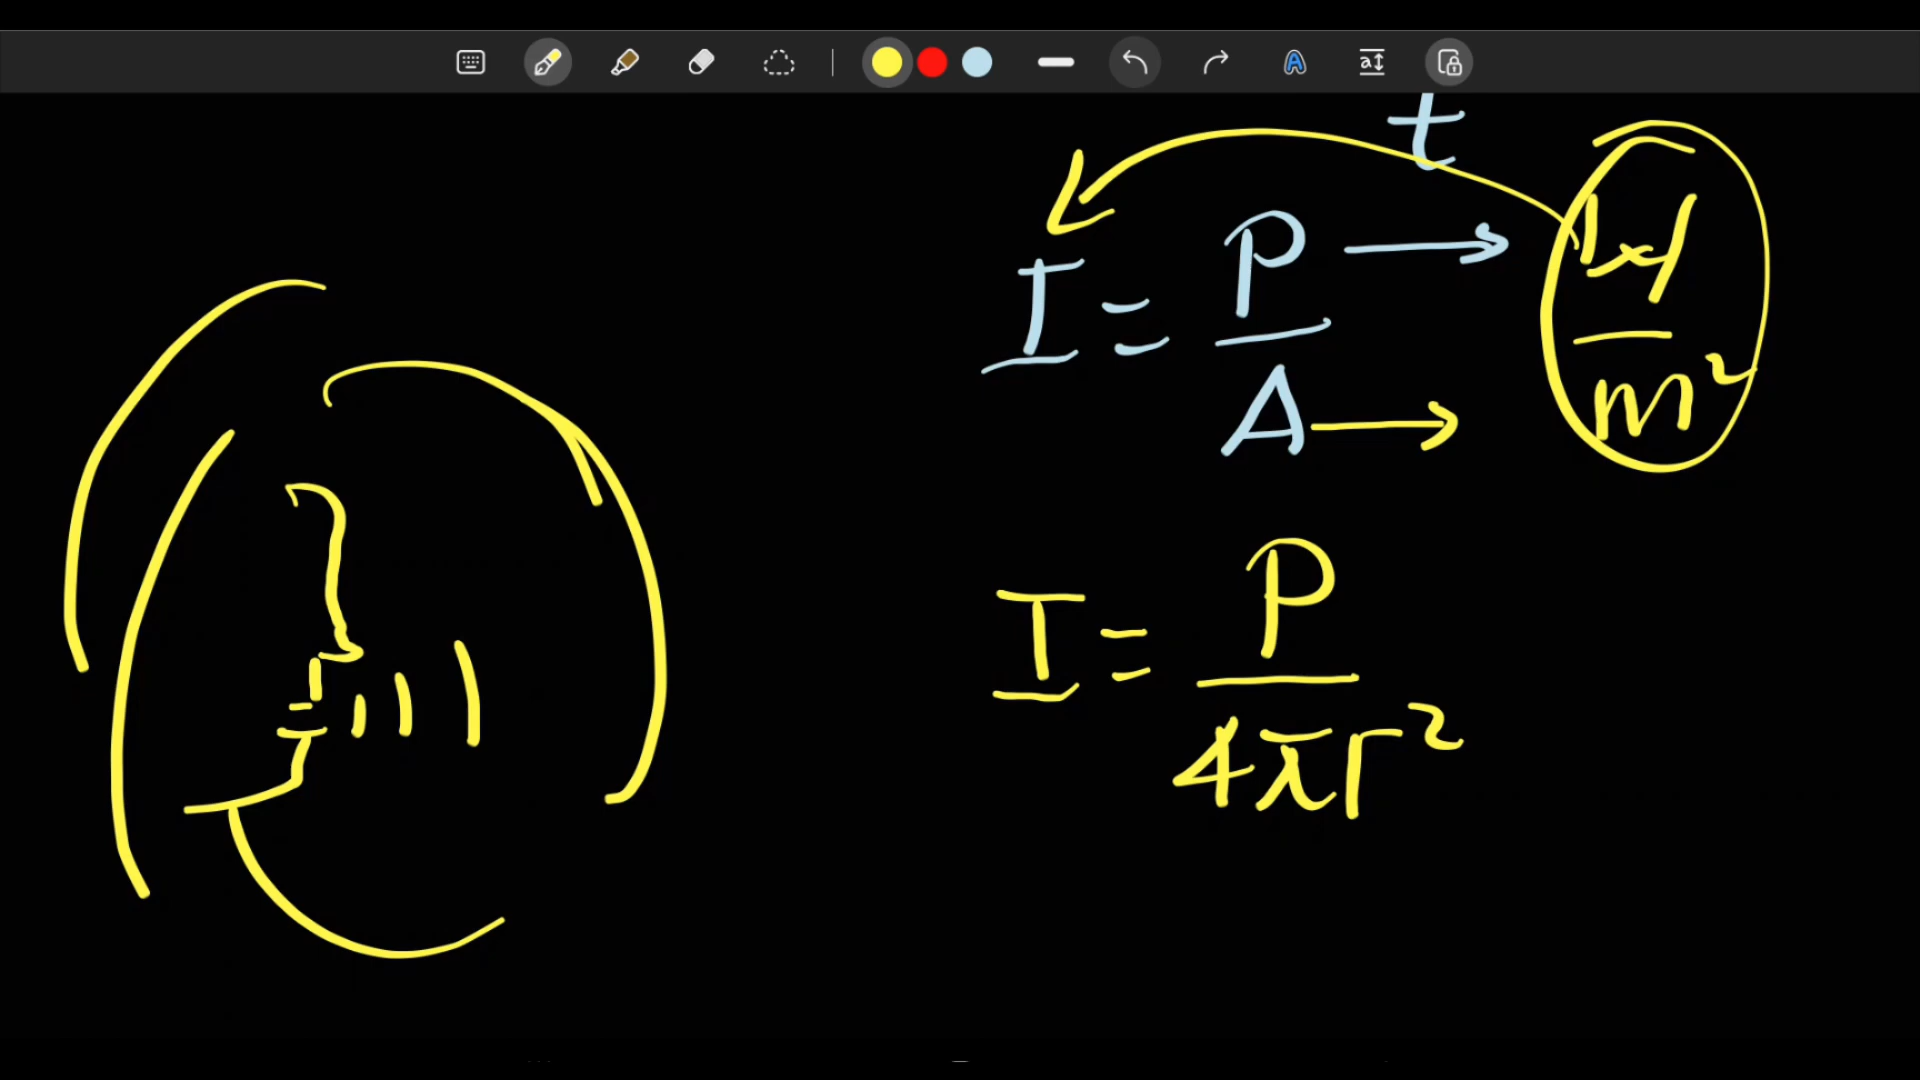 t
I = P → W
A → m²
I = P
4πr²